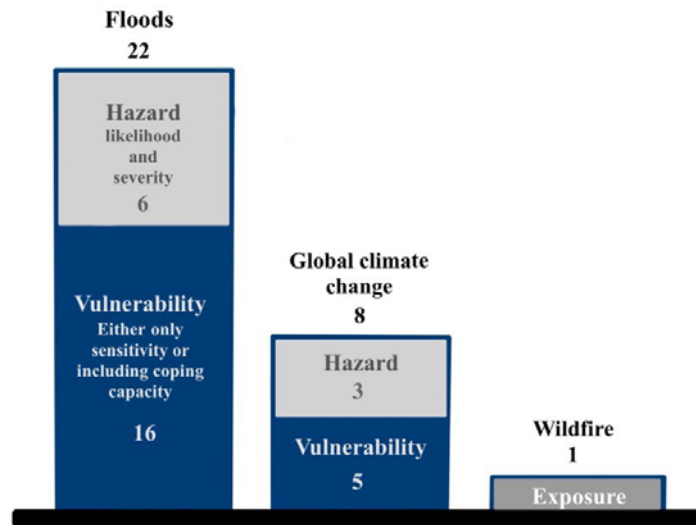 Floods
22
Hazard
likelihood
and
severity
6
Vulnerability
Either only
sensitivity or
including coping
capacity
16
Global climate
change
8
Hazard
3
Vulnerability
5
Wildfire
1
Exposure